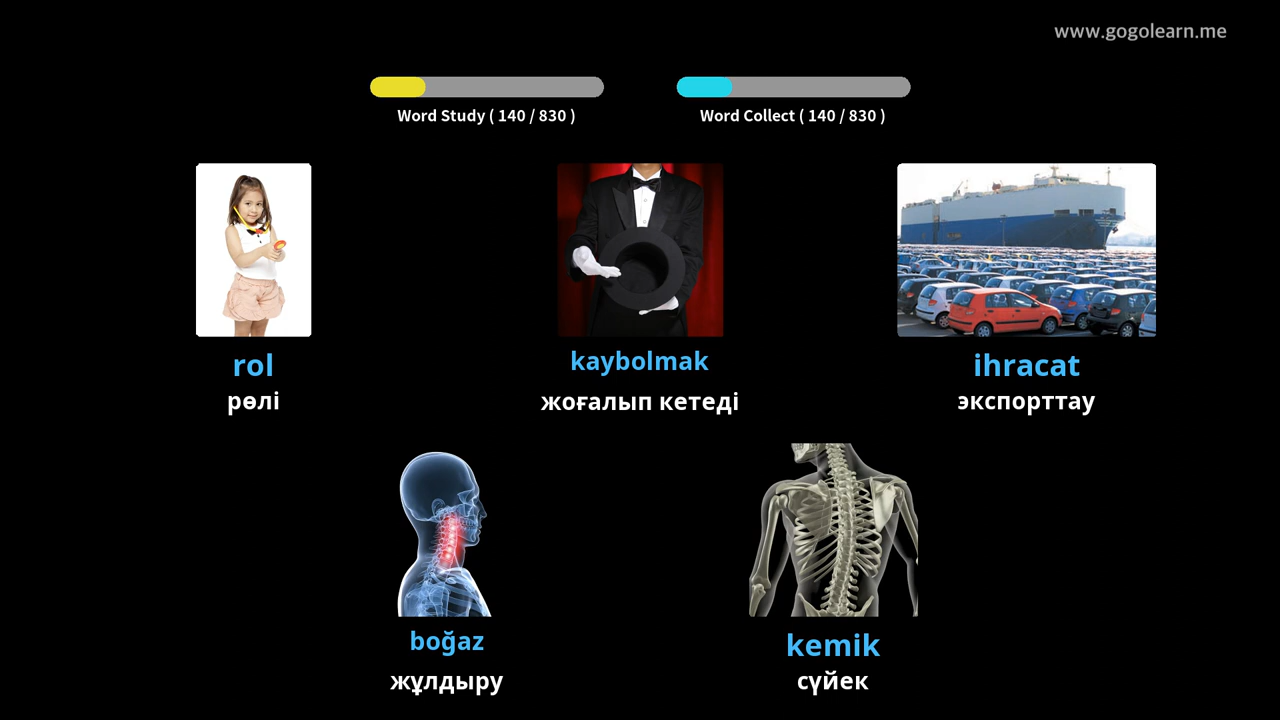 www.gogolearn.me
Word Study ( 140 / 830 )
Word Collect ( 140 / 830 )
rol
рөлі
kaybolmak
жоғалып кетеді
ihracat
экспорттау
boğaz
жұлдыру
kemik
сүйек